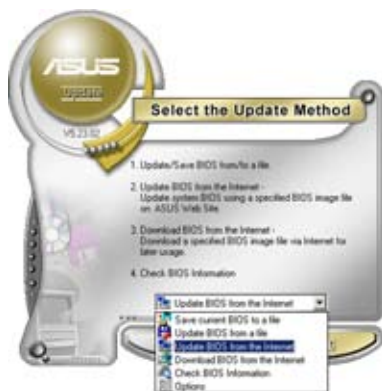 ASUS
Update
V5.23.02
Select the Update Method
1. Update/Save BIOS from/to a file
2. Update BIOS from the Internet -
Update system BIOS using a specified BIOS image file
on ASUS Web Site.
3. Download BIOS from the Internet -
Download a specified BIOS image file via Internet for
later usage.
4. Check BIOS Information
Update BIOS from the Internet
Save current BIOS to a file
Update BIOS from a file
Update BIOS from the Internet
Download BIOS from the Internet
Check BIOS Information
Options